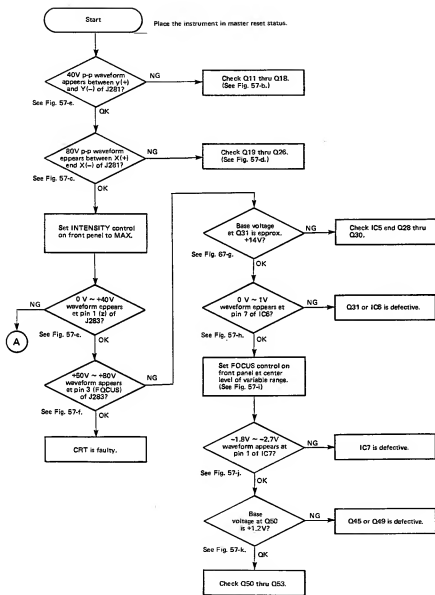 Start
Place the instrument in master reset status.
40V p-p waveform
appears between y(+)
and Y(−) of J281?
NG
Check Q11 thru Q18.
(See Fig. 57-b.)
See Fig. 57-a.
OK
80V p-p waveform
appears between X(+)
end X(−) of J281?
NG
Check Q19 thru Q26.
(See Fig. 57-d.)
See Fig. 57-c.
OK
Set INTENSITY control
on front panel to MAX.
0 V ~ +40V
waveform appears
at pin 1 (z) of
J283?
NG
A
See Fig. 57-e.
OK
+50V ~ +80V
waveform appears
at pin 3 (FOCUS)
of J283?
NG
See Fig. 57-f.
OK
CRT is faulty.
Base voltage
at Q31 is approx.
+14V?
NG
Check IC5 end Q28 thru
Q30.
See Fig. 67-g.
OK
0 V ~ 1V
waveform appears at
pin 7 of IC6?
NG
Q31 or IC6 is defective.
See Fig. 57-h.
OK
Set FOCUS control on
front panel at center
level of variable range.
(See Fig. 57-i)
−1.8V ~ −2.7V
waveform appears at
pin 1 of IC7?
NG
IC7 is defective.
See Fig. 57-j.
OK
Base
voltage at Q50
is +1.2V?
NG
Q45 or Q49 is defective.
See Fig. 57-k.
OK
Check Q50 thru Q53.